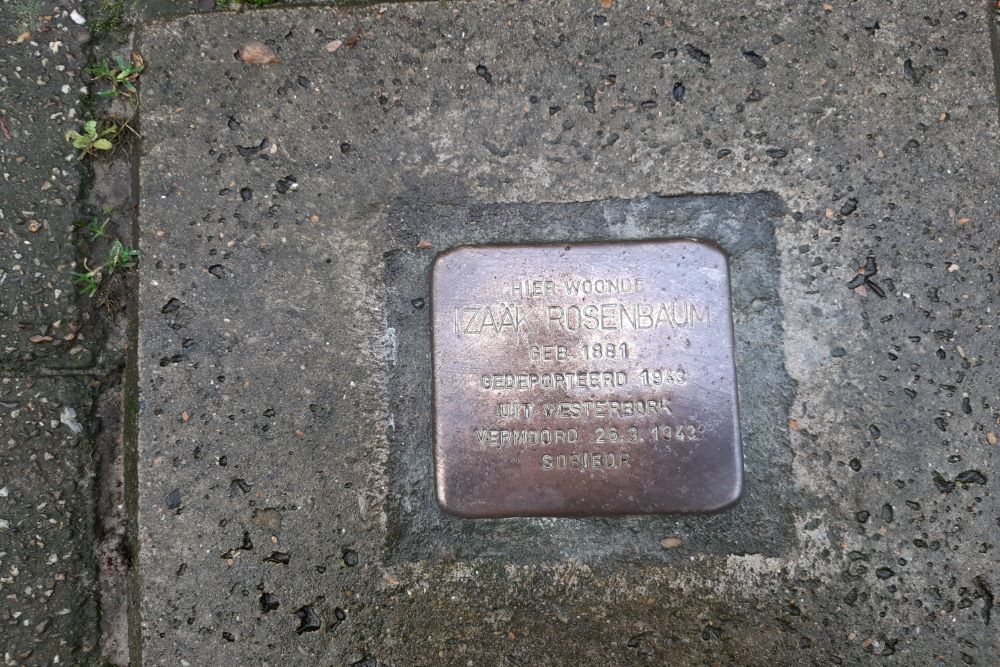 HIER WOONDE
IZAÄK ROSENBAUM
GEB. 1881
GEDEPORTEERD 1943
UIT WESTERBORK
VERMOORD 26.3.1943
SOBIBOR